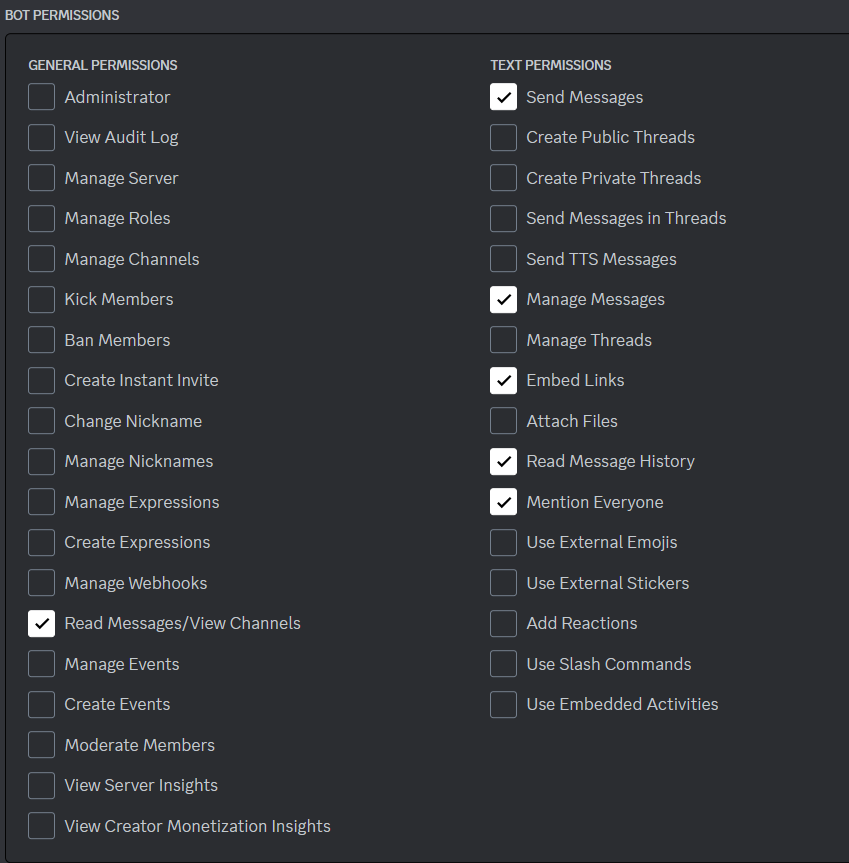 BOT PERMISSIONS
GENERAL PERMISSIONS
Administrator
View Audit Log
Manage Server
Manage Roles
Manage Channels
Kick Members
Ban Members
Create Instant Invite
Change Nickname
Manage Nicknames
Manage Expressions
Create Expressions
Manage Webhooks
Read Messages/View Channels
Manage Events
Create Events
Moderate Members
View Server Insights
View Creator Monetization Insights
TEXT PERMISSIONS
Send Messages
Create Public Threads
Create Private Threads
Send Messages in Threads
Send TTS Messages
Manage Messages
Manage Threads
Embed Links
Attach Files
Read Message History
Mention Everyone
Use External Emojis
Use External Stickers
Add Reactions
Use Slash Commands
Use Embedded Activities